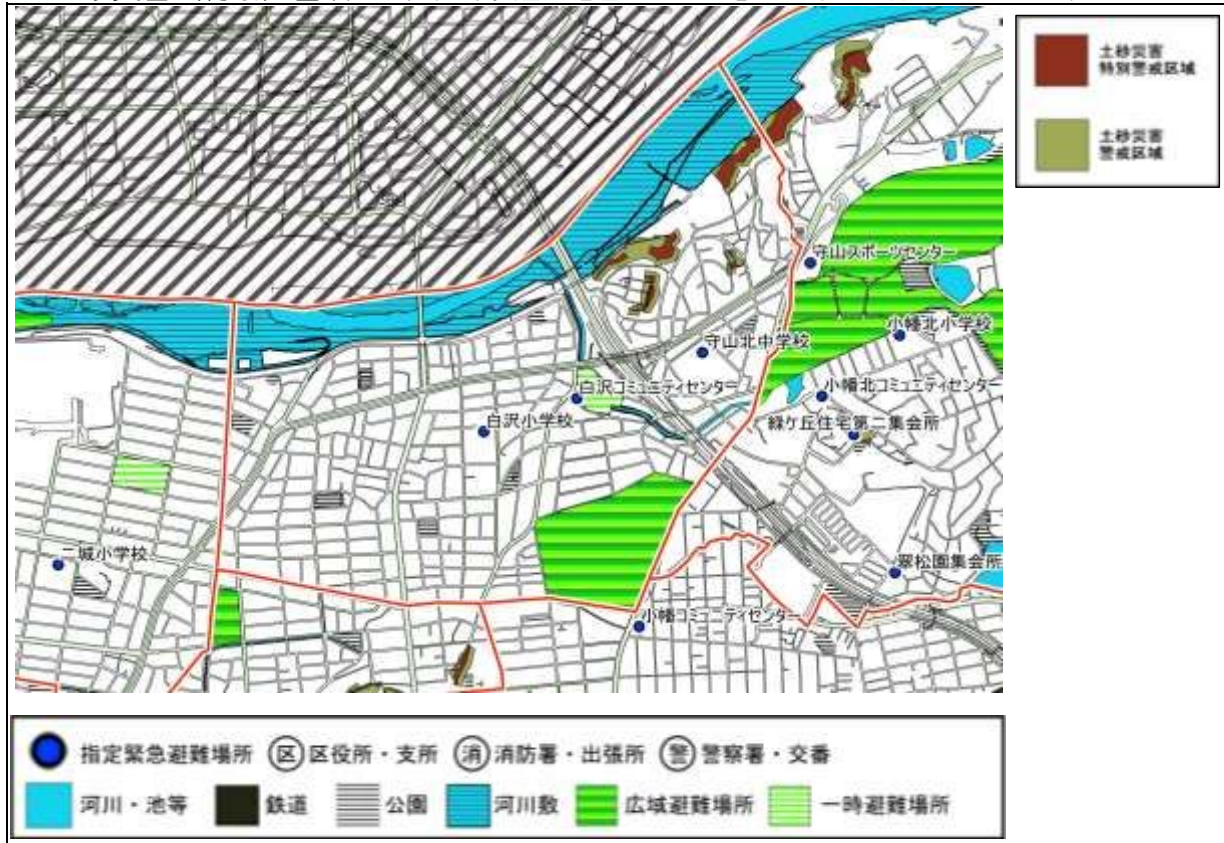 土砂災害
特別警戒区域
土砂災害
警戒区域
守山スポーツセンター
小幡北小学校
守山北中学校
白沢コミュニティセンター
小幡北コミュニティセンター
白沢小学校
緑ケ丘住宅第二集会所
二城小学校
翠松園集会所
小幡コミュニティセンター
指定緊急避難場所 区 区役所・支所 消 消防署・出張所 警 警察署・交番
河川・池等 鉄道 公園 河川敷 広域避難場所 一時避難場所